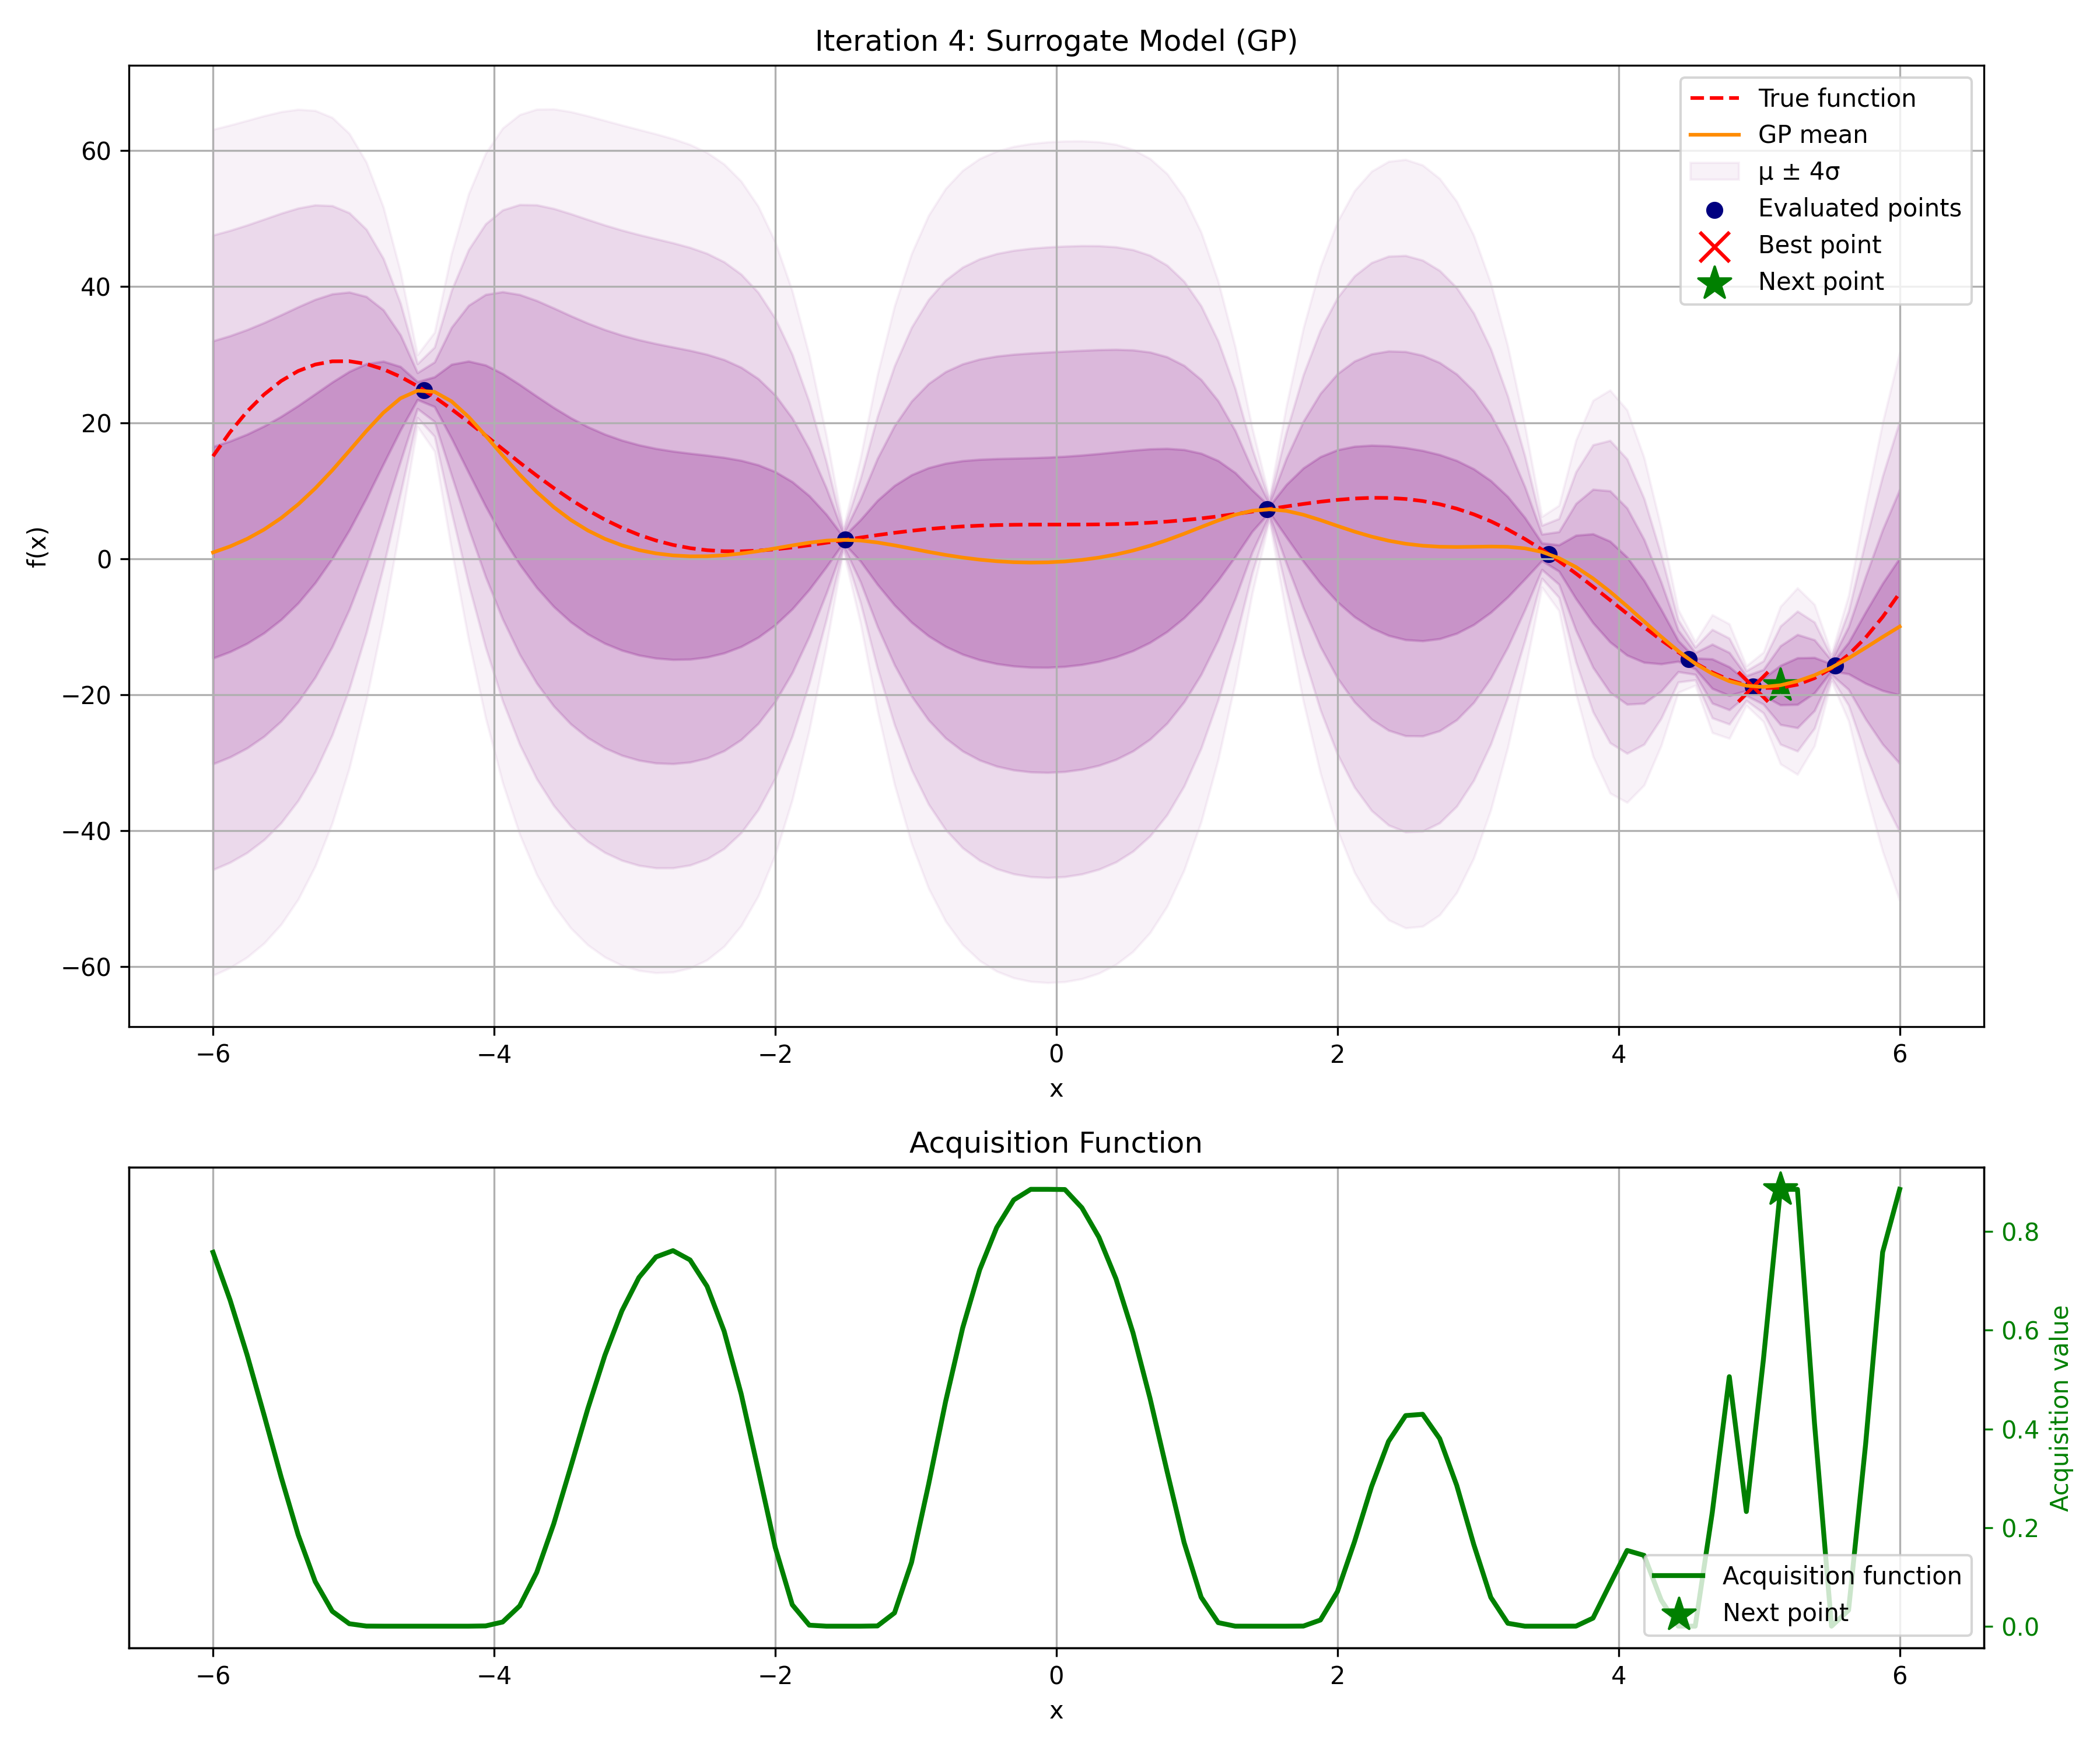 Iteration 4: Surrogate Model (GP)
True function
GP mean
μ ± 4σ
Evaluated points
Best point
Next point
60
40
20
0
−20
−40
−60
f(x)
−6
−4
−2
0
2
4
6
x
Acquisition Function
0.8
0.6
0.4
0.2
0.0
Acquisition value
Acquisition function
Next point
−6
−4
−2
0
2
4
6
x